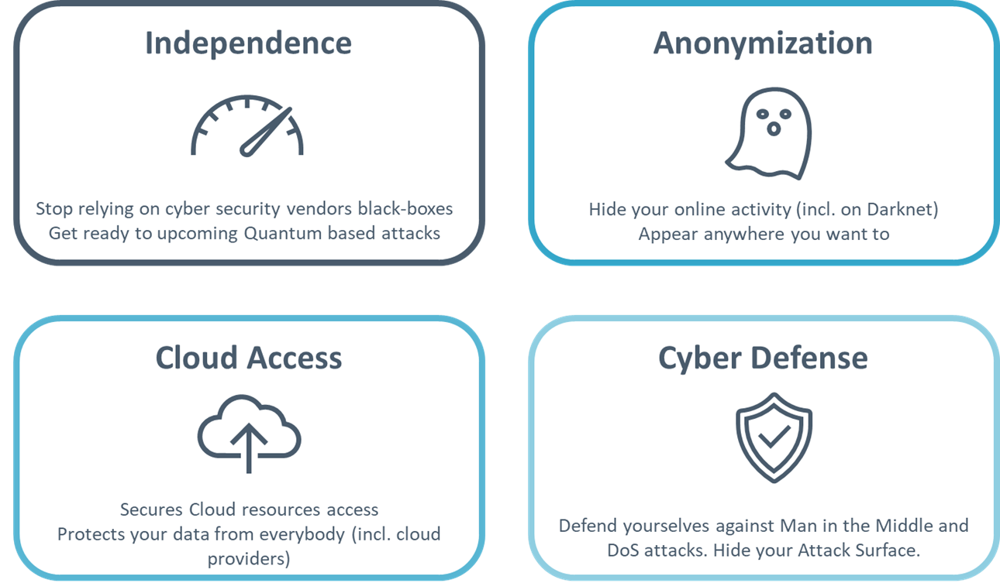 Independence
Stop relying on cyber security vendors black-boxes
Get ready to upcoming Quantum based attacks
Anonymization
Hide your online activity (incl. on Darknet)
Appear anywhere you want to
Cloud Access
Secures Cloud resources access
Protects your data from everybody (incl. cloud
providers)
Cyber Defense
Defend yourselves against Man in the Middle and
DoS attacks. Hide your Attack Surface.